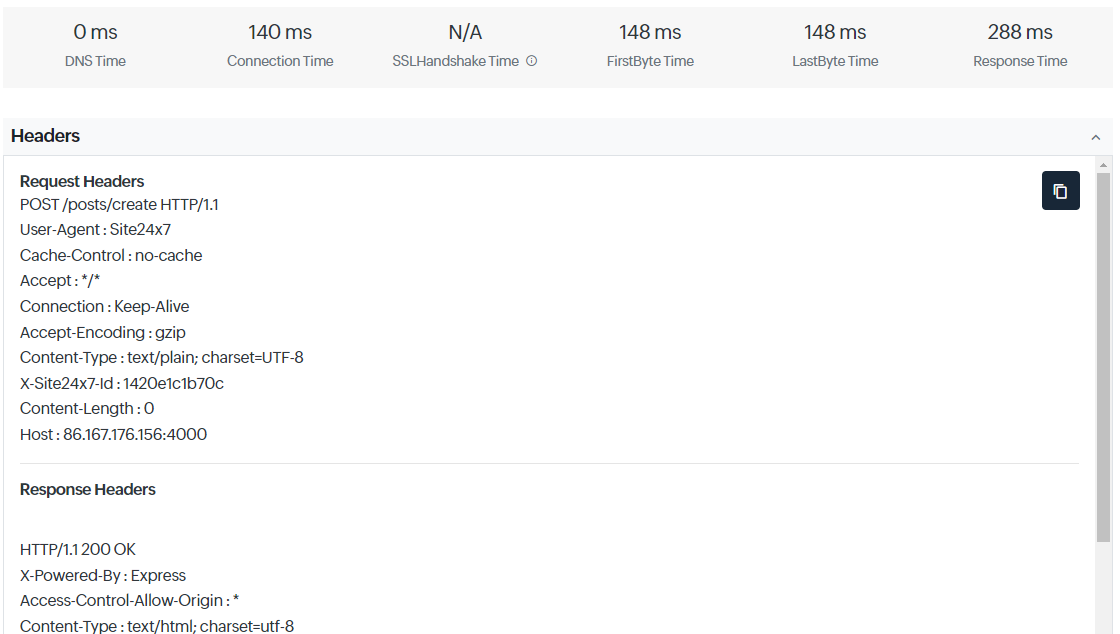 0 ms 140 ms N/A 148 ms 148 ms 288 ms
DNS Time Connection Time SSLHandshake Time FirstByte Time LastByte Time Response Time
Headers
Request Headers
POST /posts/create HTTP/1.1
User-Agent : Site24x7
Cache-Control : no-cache
Accept : */*
Connection : Keep-Alive
Accept-Encoding : gzip
Content-Type : text/plain; charset=UTF-8
X-Site24x7-Id : 1420e1c1b70c
Content-Length : 0
Host : 86.167.176.156:4000
Response Headers
HTTP/1.1 200 OK
X-Powered-By : Express
Access-Control-Allow-Origin : *
Content-Type : text/html; charset=utf-8